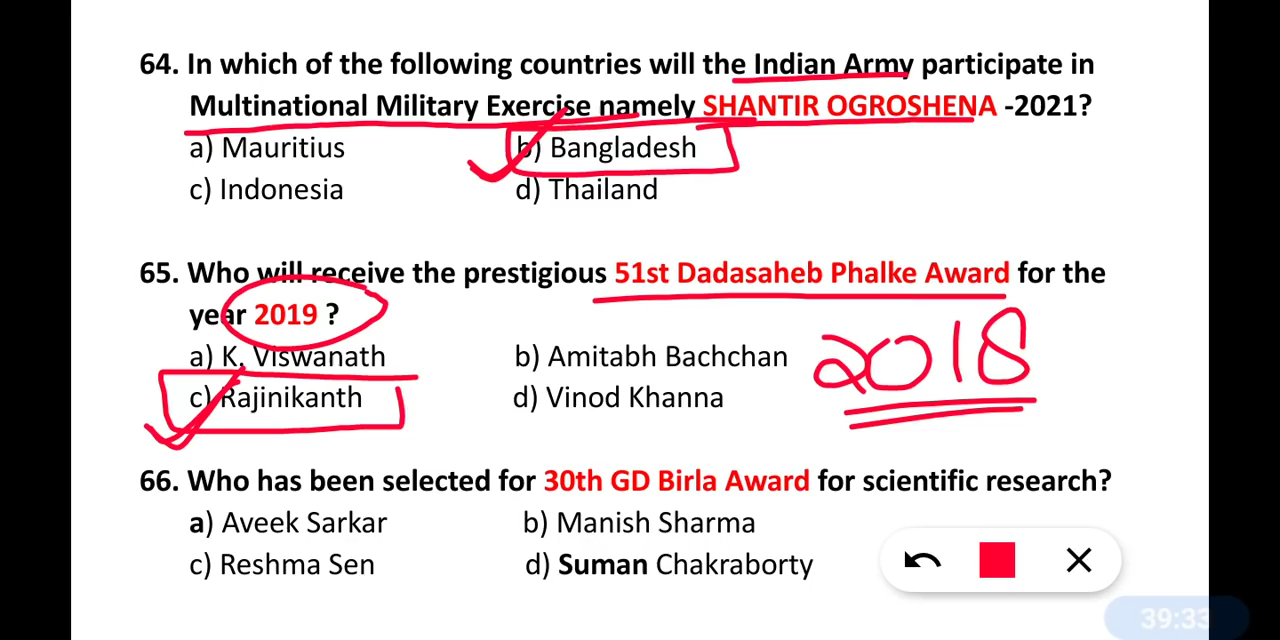 64. In which of the following countries will the Indian Army participate in
Multinational Military Exercise namely SHANTIR OGROSHENA -2021?
a) Mauritius b) Bangladesh
c) Indonesia d) Thailand
65. Who will receive the prestigious 51st Dadasaheb Phalke Award for the
year 2019 ?
a) K. Viswanath b) Amitabh Bachchan
2018
c) Rajinikanth d) Vinod Khanna
66. Who has been selected for 30th GD Birla Award for scientific research?
a) Aveek Sarkar b) Manish Sharma
c) Reshma Sen d) Suman Chakraborty
39:33